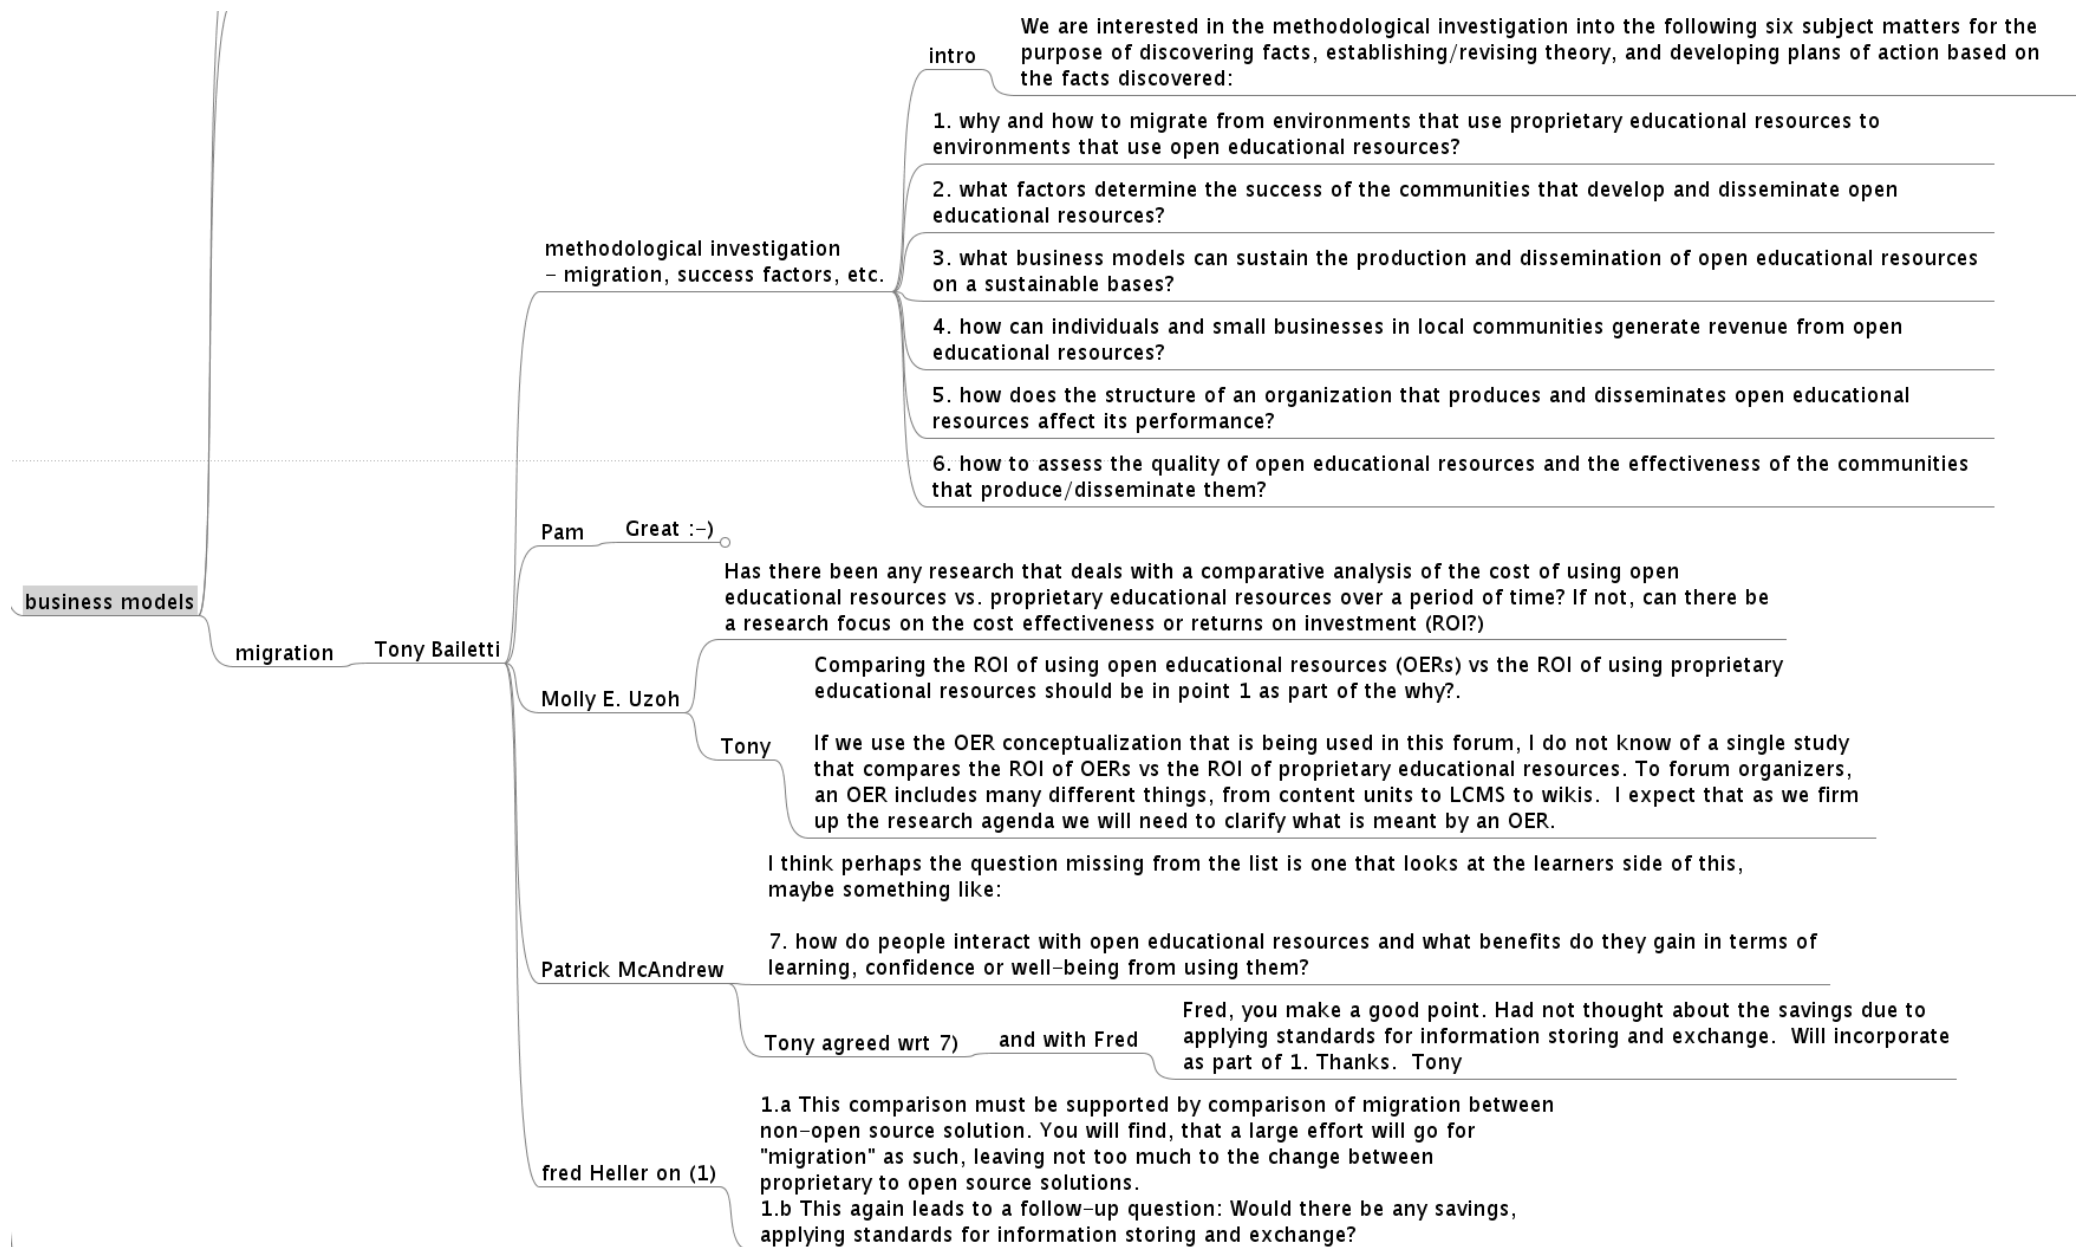 business models
migration
Tony Bailetti
methodological investigation
– migration, success factors, etc.
intro
We are interested in the methodological investigation into the following six subject matters for the
purpose of discovering facts, establishing/revising theory, and developing plans of action based on
the facts discovered:
1. why and how to migrate from environments that use proprietary educational resources to
environments that use open educational resources?
2. what factors determine the success of the communities that develop and disseminate open
educational resources?
3. what business models can sustain the production and dissemination of open educational resources
on a sustainable bases?
4. how can individuals and small businesses in local communities generate revenue from open
educational resources?
5. how does the structure of an organization that produces and disseminates open educational
resources affect its performance?
6. how to assess the quality of open educational resources and the effectiveness of the communities
that produce/disseminate them?
Pam
Great :–)
Molly E. Uzoh
Has there been any research that deals with a comparative analysis of the cost of using open
educational resources vs. proprietary educational resources over a period of time? If not, can there be
a research focus on the cost effectiveness or returns on investment (ROI?)
Tony
Comparing the ROI of using open educational resources (OERs) vs the ROI of using proprietary
educational resources should be in point 1 as part of the why?.
If we use the OER conceptualization that is being used in this forum, I do not know of a single study
that compares the ROI of OERs vs the ROI of proprietary educational resources. To forum organizers,
an OER includes many different things, from content units to LCMS to wikis.  I expect that as we firm
up the research agenda we will need to clarify what is meant by an OER.
Patrick McAndrew
I think perhaps the question missing from the list is one that looks at the learners side of this,
maybe something like:
7. how do people interact with open educational resources and what benefits do they gain in terms of
learning, confidence or well–being from using them?
Tony agreed wrt 7)
and with Fred
Fred, you make a good point. Had not thought about the savings due to
applying standards for information storing and exchange.  Will incorporate
as part of 1. Thanks.  Tony
fred Heller on (1)
1.a This comparison must be supported by comparison of migration between
non–open source solution. You will find, that a large effort will go for
"migration" as such, leaving not too much to the change between
proprietary to open source solutions.
1.b This again leads to a follow–up question: Would there be any savings,
applying standards for information storing and exchange?